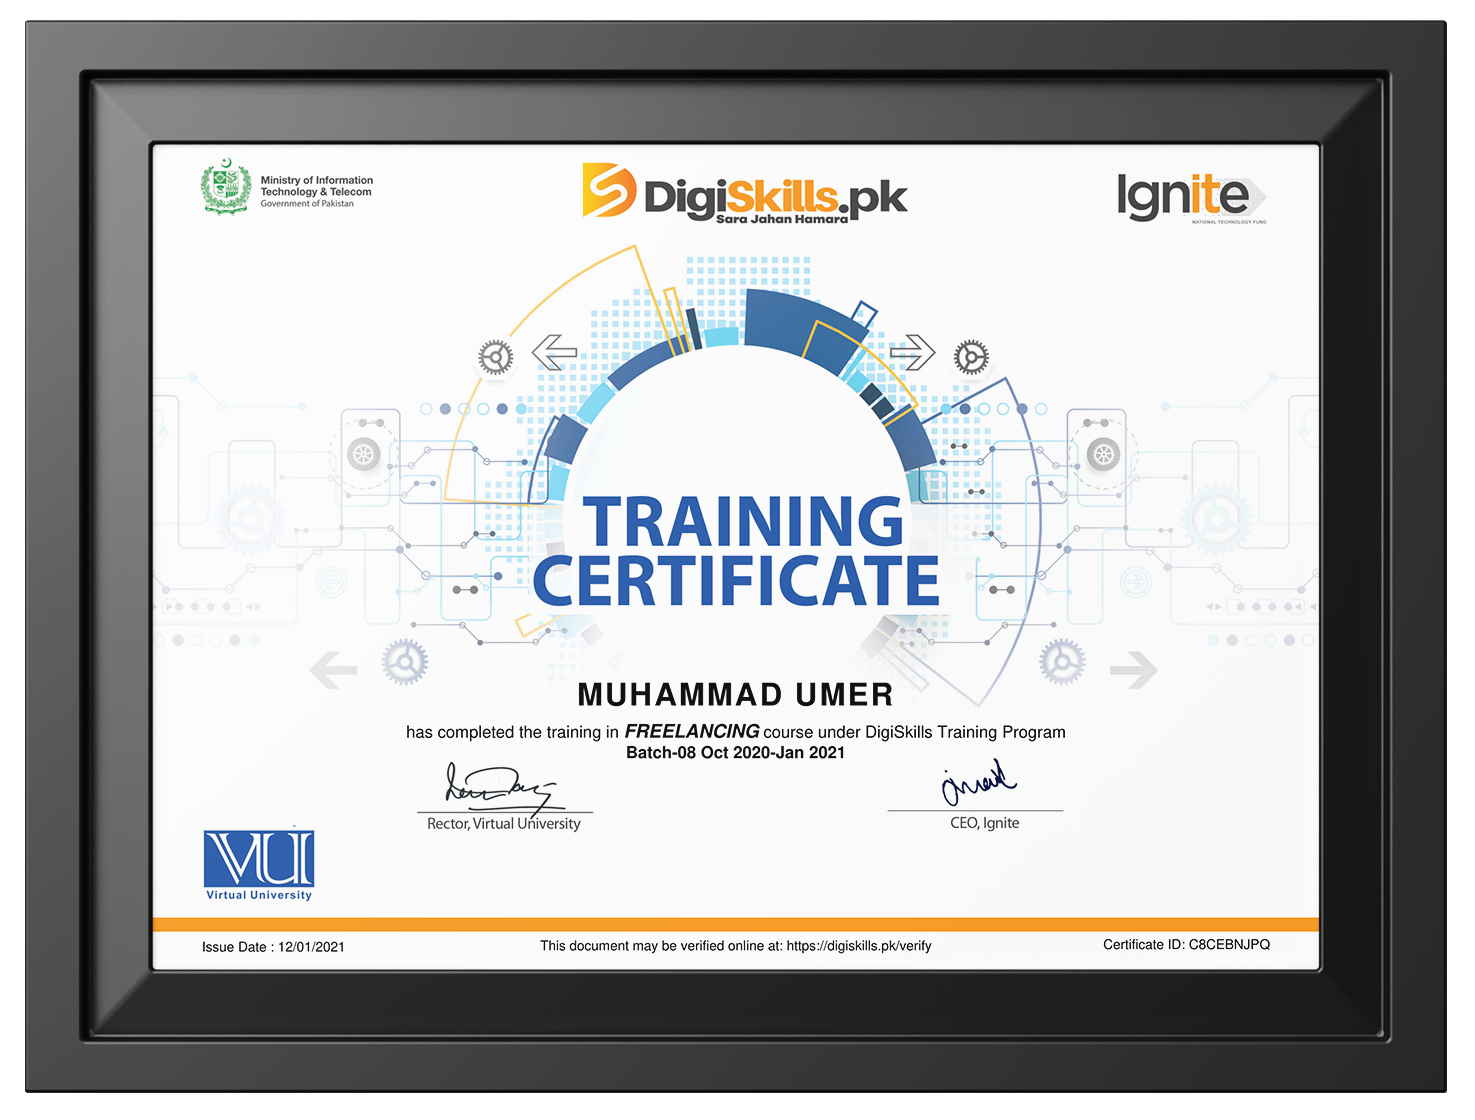 Ministry of Information
Technology & Telecom
Government of Pakistan
DigiSkills.pk
Sara Jahan Hamara
Ignite
NATIONAL TECHNOLOGY FUND
TRAINING
CERTIFICATE
MUHAMMAD UMER
has completed the training in FREELANCING course under DigiSkills Training Program
Batch-08 Oct 2020-Jan 2021
Rector, Virtual University
CEO, Ignite
VU
Virtual University
Issue Date : 12/01/2021
This document may be verified online at: https://digiskills.pk/verify
Certificate ID: C8CEBNJPQ